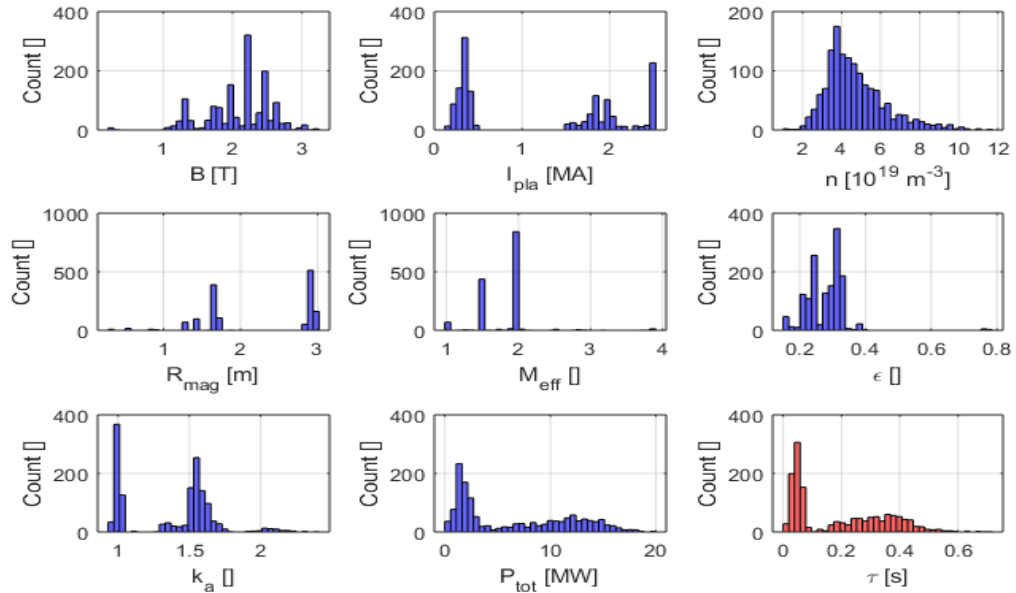 400
200
0
Count []
1 2 3
B [T]
400
200
0
Count []
0 2
I_pla [MA]
200
100
0
Count []
2 4 6 8 10 12
n [10^19 m^-3]
1000
500
0
Count []
1 2 3
R_mag [m]
1000
500
0
Count []
1 2 3 4
M_eff []
400
200
0
Count []
0.2 0.4 0.6 0.8
ϵ []
400
200
0
Count []
1 1.5 2
k_a []
400
200
0
Count []
0 10 20
P_tot [MW]
400
200
0
Count []
0 0.2 0.4 0.6
τ [s]